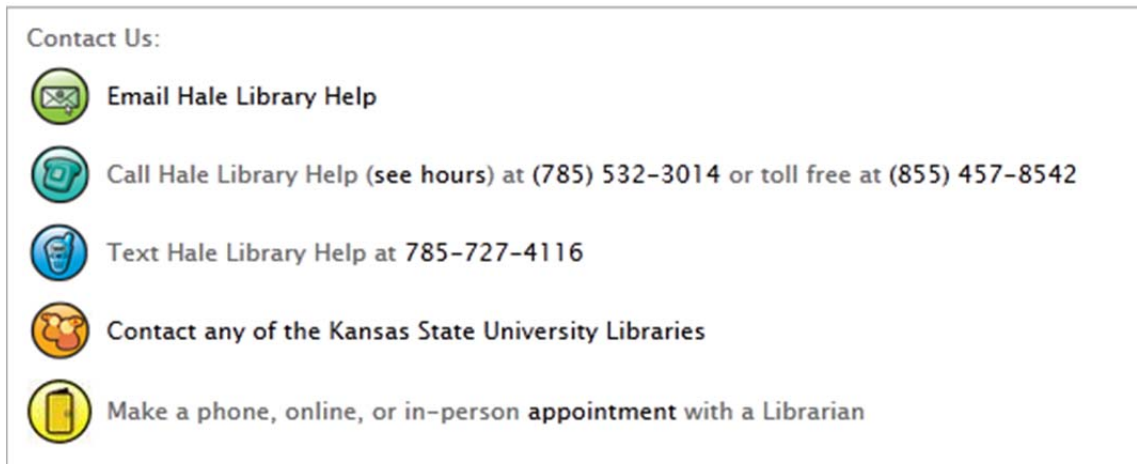 Contact Us:
Email Hale Library Help
Call Hale Library Help (see hours) at (785) 532-3014 or toll free at (855) 457-8542
Text Hale Library Help at 785-727-4116
Contact any of the Kansas State University Libraries
Make a phone, online, or in-person appointment with a Librarian